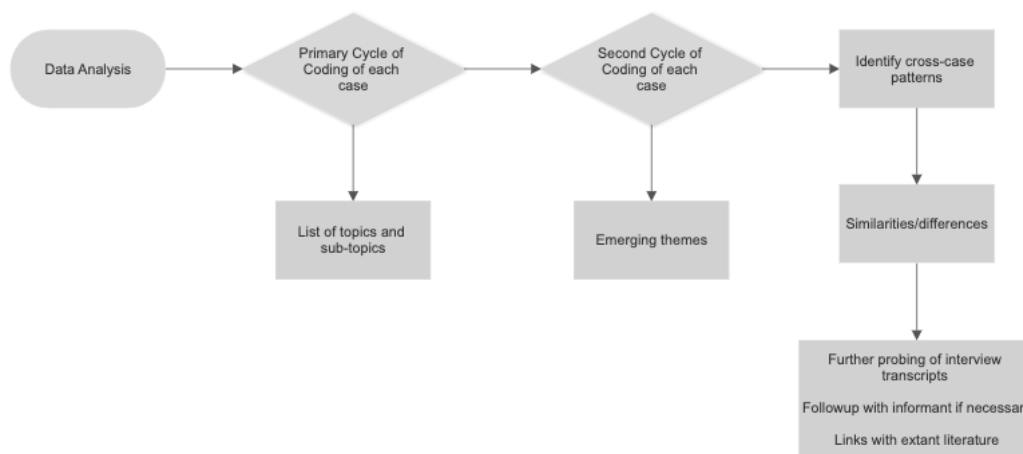 Data Analysis
Primary Cycle of
Coding of each
case
Second Cycle of
Coding of each
case
Identify cross-case
patterns
List of topics and
sub-topics
Emerging themes
Similarities/differences
Further probing of interview
transcripts
Followup with informant if necessar
Links with extant literature